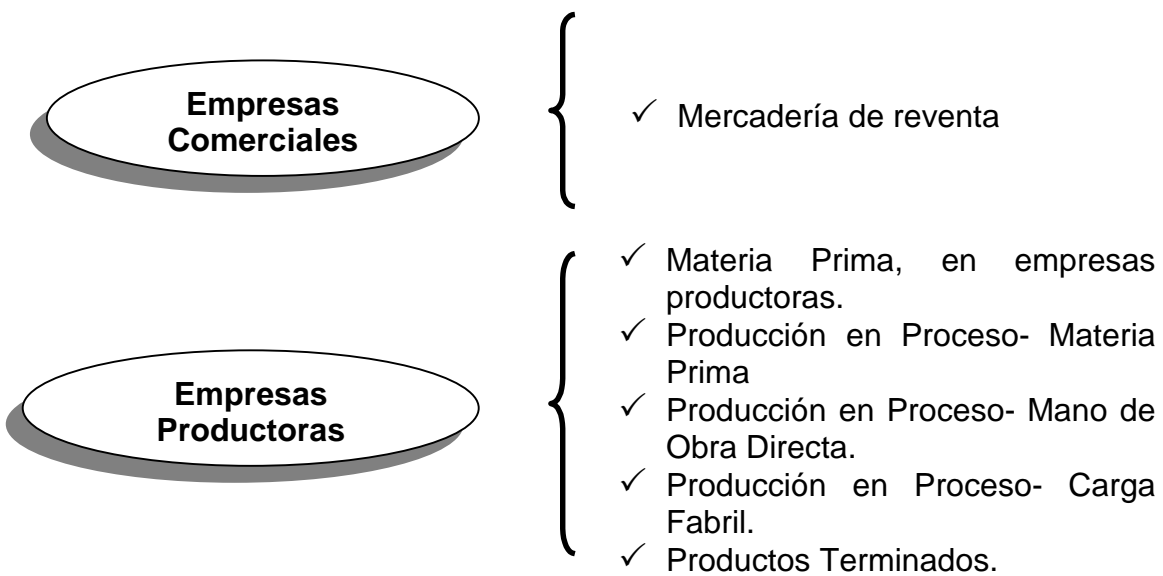 Empresas
Comerciales
✓ Mercadería de reventa
Empresas
Productoras
✓ Materia Prima, en empresas
productoras.
✓ Producción en Proceso- Materia
Prima
✓ Producción en Proceso- Mano de
Obra Directa.
✓ Producción en Proceso- Carga
Fabril.
✓ Productos Terminados.